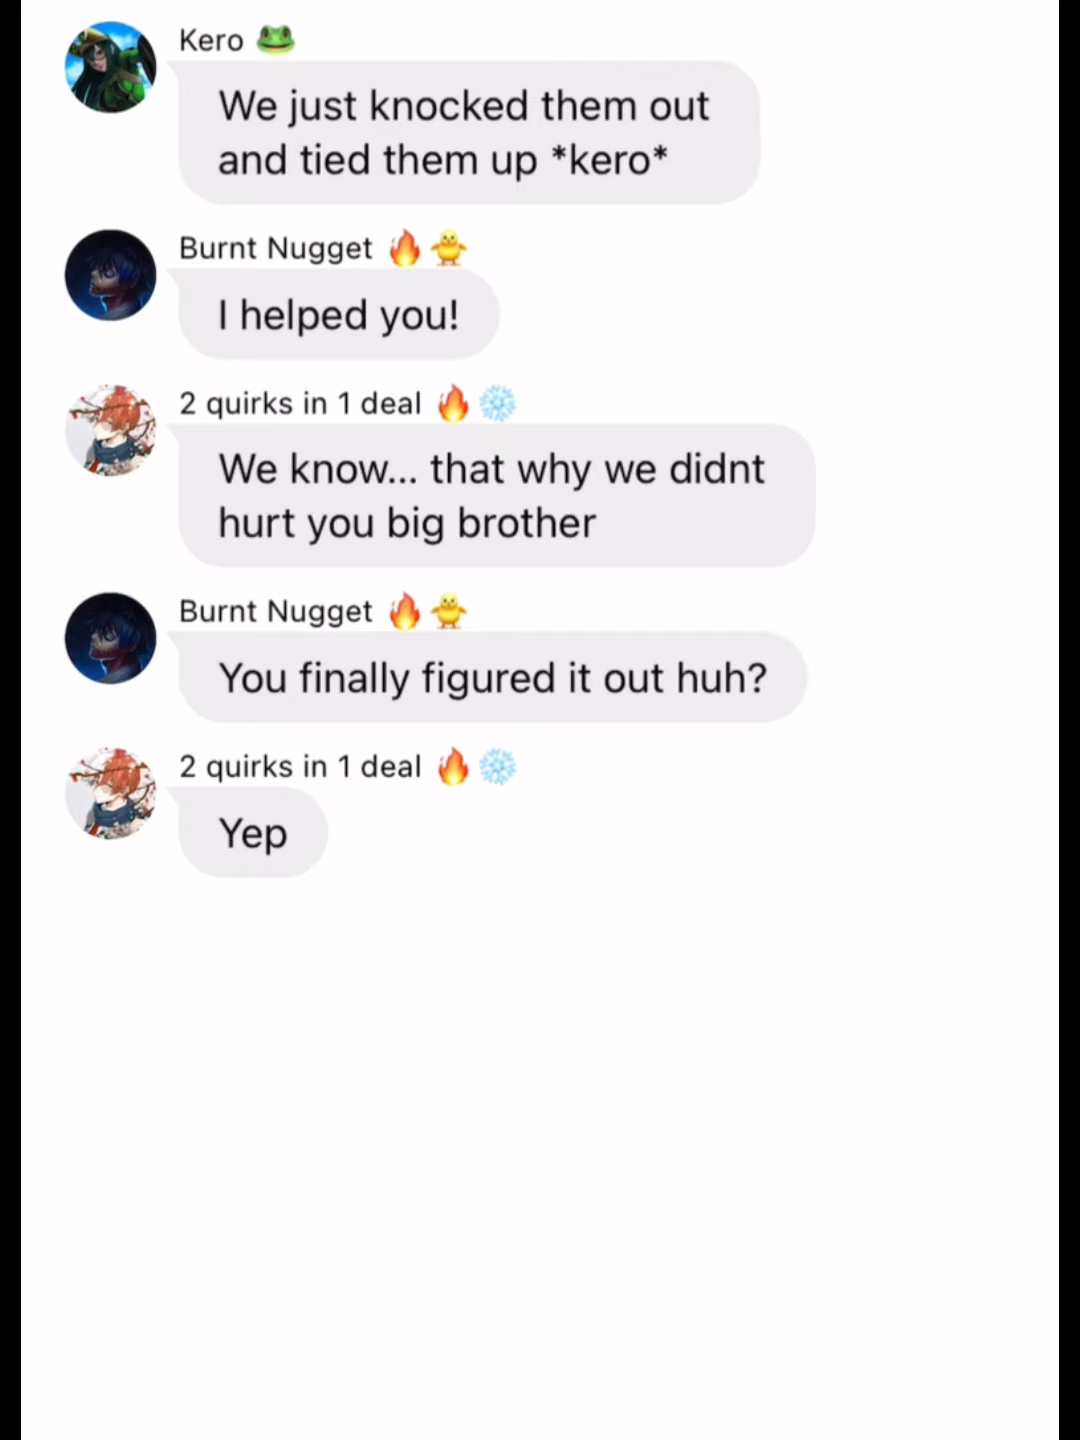 Kero 🐸
We just knocked them out
and tied them up *kero*
Burnt Nugget 🔥🐥
I helped you!
2 quirks in 1 deal 🔥❄️
We know... that why we didnt
hurt you big brother
Burnt Nugget 🔥🐥
You finally figured it out huh?
2 quirks in 1 deal 🔥❄️
Yep